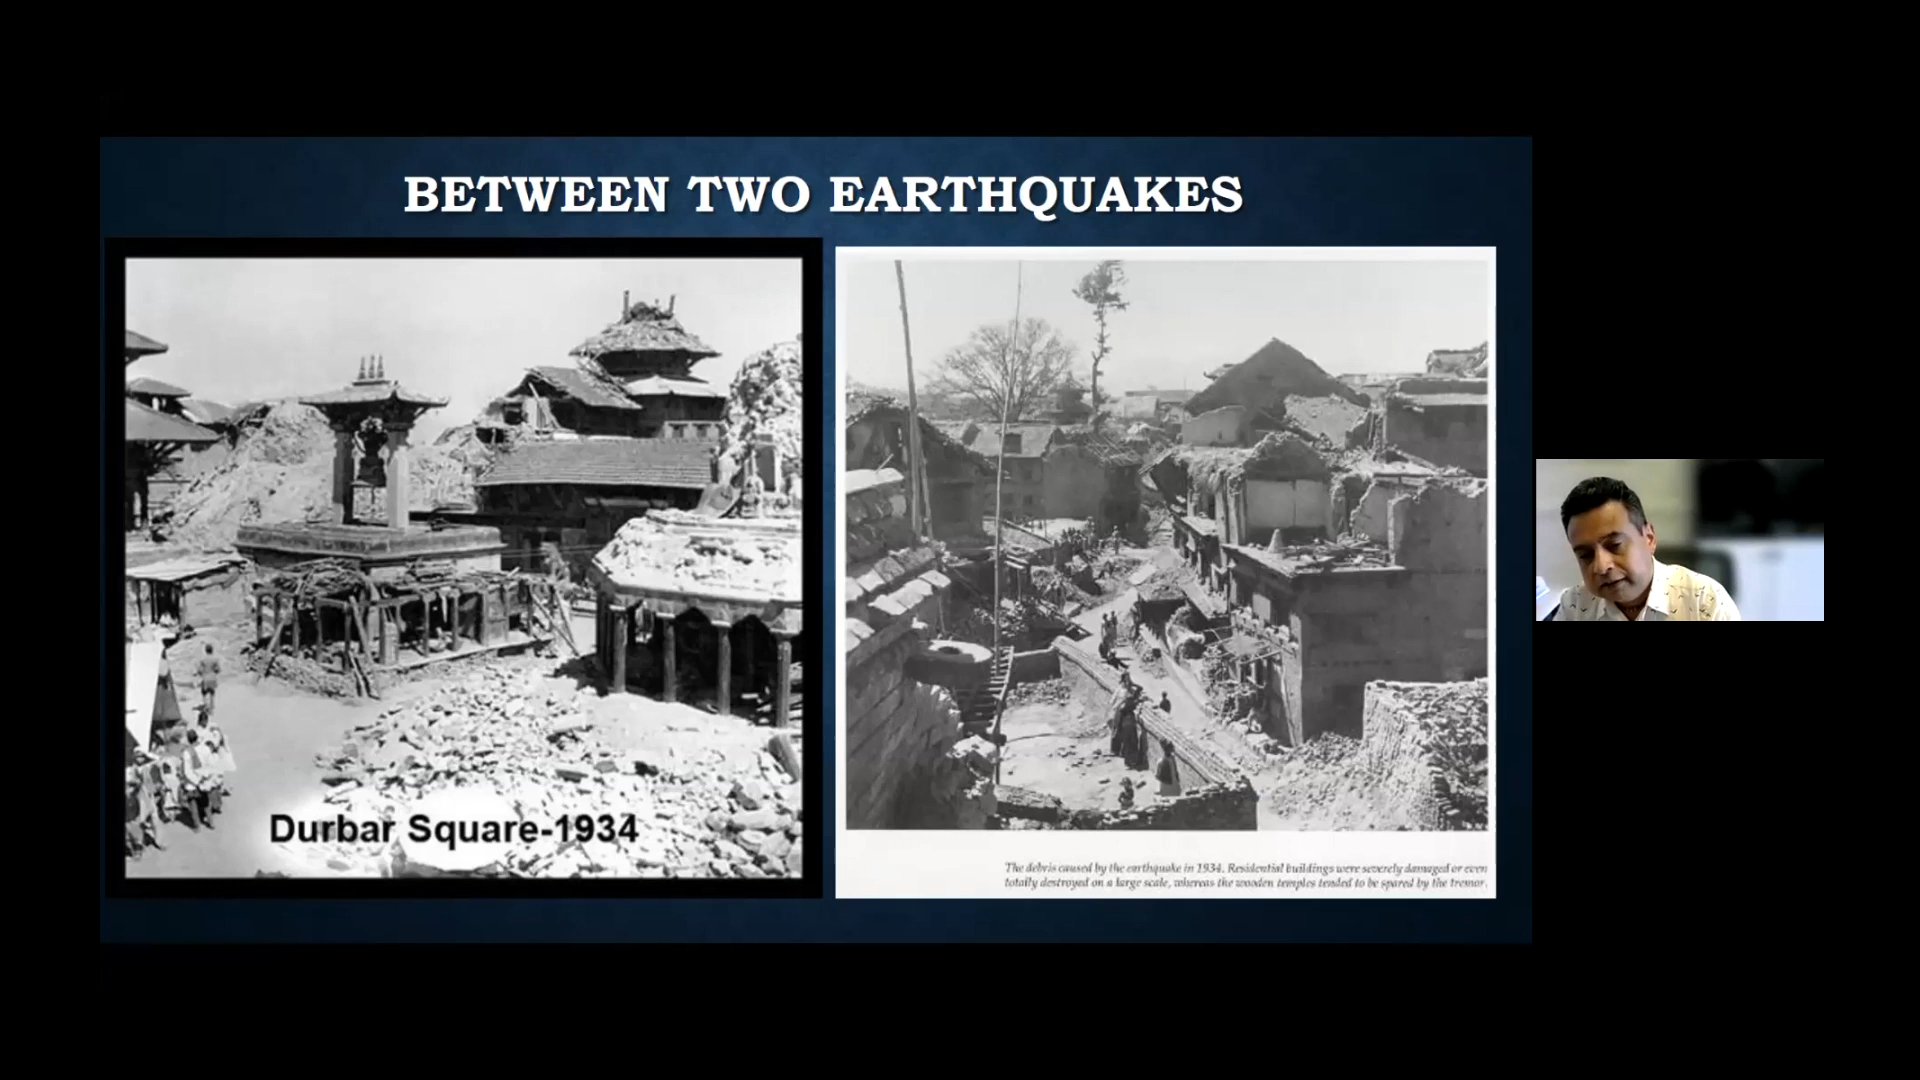 BETWEEN TWO EARTHQUAKES
Durbar Square-1934
The debris caused by the earthquake in 1934. Residential buildings were severely damaged or even
totally destroyed on a large scale, whereas the wooden temples tended to be spared by the tremor.